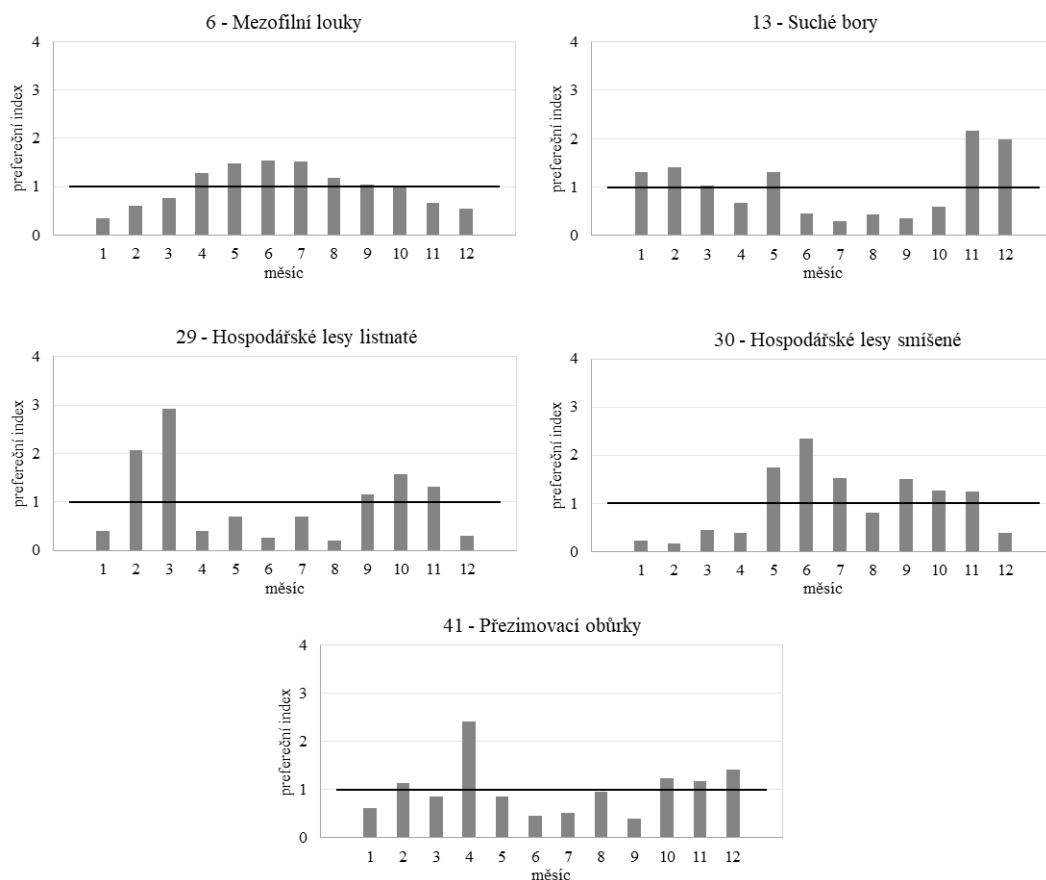 6 - Mezofilní louky
prefereční index
4
3
2
1
0
1 2 3 4 5 6 7 8 9 10 11 12
měsíc
13 - Suché bory
prefereční index
4
3
2
1
0
1 2 3 4 5 6 7 8 9 10 11 12
měsíc
29 - Hospodářské lesy listnaté
prefereční index
4
3
2
1
0
1 2 3 4 5 6 7 8 9 10 11 12
měsíc
30 - Hospodářské lesy smíšené
prefereční index
4
3
2
1
0
1 2 3 4 5 6 7 8 9 10 11 12
měsíc
41 - Přezimovací obůrky
prefereční index
4
3
2
1
0
1 2 3 4 5 6 7 8 9 10 11 12
měsíc